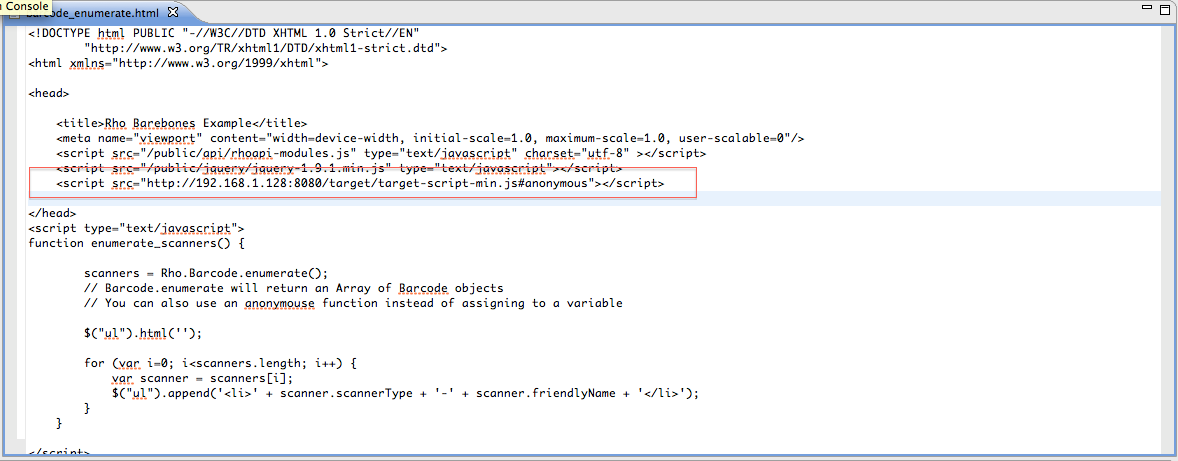 Console
barcode_enumerate.html
<!DOCTYPE html PUBLIC "-//W3C//DTD XHTML 1.0 Strict//EN"
"http://www.w3.org/TR/xhtml1/DTD/xhtml1-strict.dtd">
<html xmlns="http://www.w3.org/1999/xhtml">
<head>
<title>Rho Barebones Example</title>
<meta name="viewport" content="width=device-width, initial-scale=1.0, maximum-scale=1.0, user-scalable=0"/>
<script src="/public/api/rhoapi-modules.js" type="text/javascript" charset="utf-8" ></script>
<script src="/public/jquery/jquery-1.9.1.min.js" type="text/javascript"></script>
<script src="http://192.168.1.128:8080/target/target-script-min.js#anonymous"></script>
</head>
<script type="text/javascript">
function enumerate_scanners() {
scanners = Rho.Barcode.enumerate();
// Barcode.enumerate will return an Array of Barcode objects
// You can also use an anonymouse function instead of assigning to a variable
$("ul").html('');
for (var i=0; i<scanners.length; i++) {
var scanner = scanners[i];
$("ul").append('<li>' + scanner.scannerType + '-' + scanner.friendlyName + '</li>');
}
}
</script>